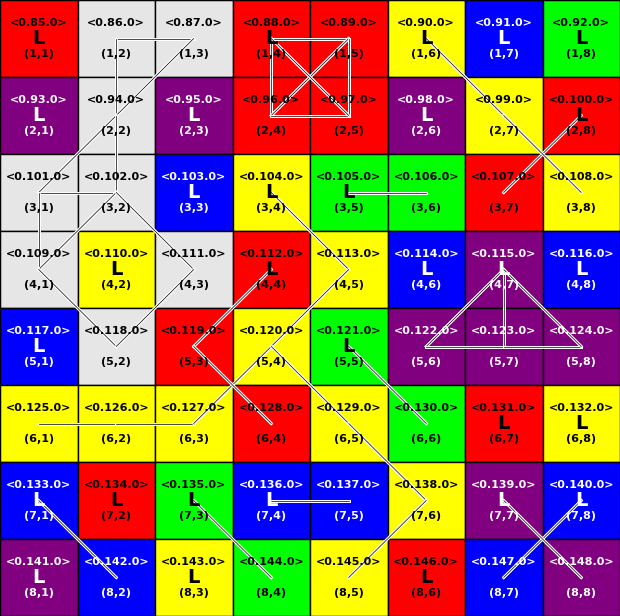 <0.85.0> <0.86.0> <0.87.0> <0.88.0> <0.89.0> <0.90.0> <0.91.0> <0.92.0>
L L L L L
(1,1) (1,2) (1,3) (1,4) (1,5) (1,6) (1,7) (1,8)
<0.93.0> <0.94.0> <0.95.0> <0.96.0> <0.97.0> <0.98.0> <0.99.0> <0.100.0>
L L L L
(2,1) (2,2) (2,3) (2,4) (2,5) (2,6) (2,7) (2,8)
<0.101.0> <0.102.0> <0.103.0> <0.104.0> <0.105.0> <0.106.0> <0.107.0> <0.108.0>
L L L
(3,1) (3,2) (3,3) (3,4) (3,5) (3,6) (3,7) (3,8)
<0.109.0> <0.110.0> <0.111.0> <0.112.0> <0.113.0> <0.114.0> <0.115.0> <0.116.0>
L L L L L
(4,1) (4,2) (4,3) (4,4) (4,5) (4,6) (4,7) (4,8)
<0.117.0> <0.118.0> <0.119.0> <0.120.0> <0.121.0> <0.122.0> <0.123.0> <0.124.0>
L L
(5,1) (5,2) (5,3) (5,4) (5,5) (5,6) (5,7) (5,8)
<0.125.0> <0.126.0> <0.127.0> <0.128.0> <0.129.0> <0.130.0> <0.131.0> <0.132.0>
L L
(6,1) (6,2) (6,3) (6,4) (6,5) (6,6) (6,7) (6,8)
<0.133.0> <0.134.0> <0.135.0> <0.136.0> <0.137.0> <0.138.0> <0.139.0> <0.140.0>
L L L L L L
(7,1) (7,2) (7,3) (7,4) (7,5) (7,6) (7,7) (7,8)
<0.141.0> <0.142.0> <0.143.0> <0.144.0> <0.145.0> <0.146.0> <0.147.0> <0.148.0>
L L L
(8,1) (8,2) (8,3) (8,4) (8,5) (8,6) (8,7) (8,8)